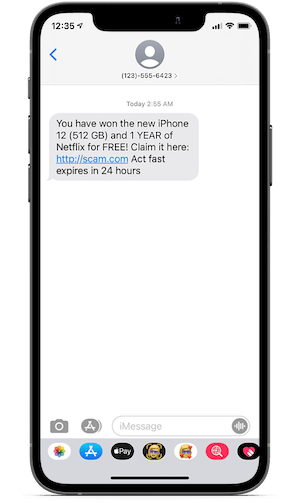 12:35
(123)-555-6423 >
Today 2:55 AM
You have won the new iPhone
12 (512 GB) and 1 YEAR of
Netflix for FREE! Claim it here:
http://scam.com Act fast
expires in 24 hours
iMessage
Pay